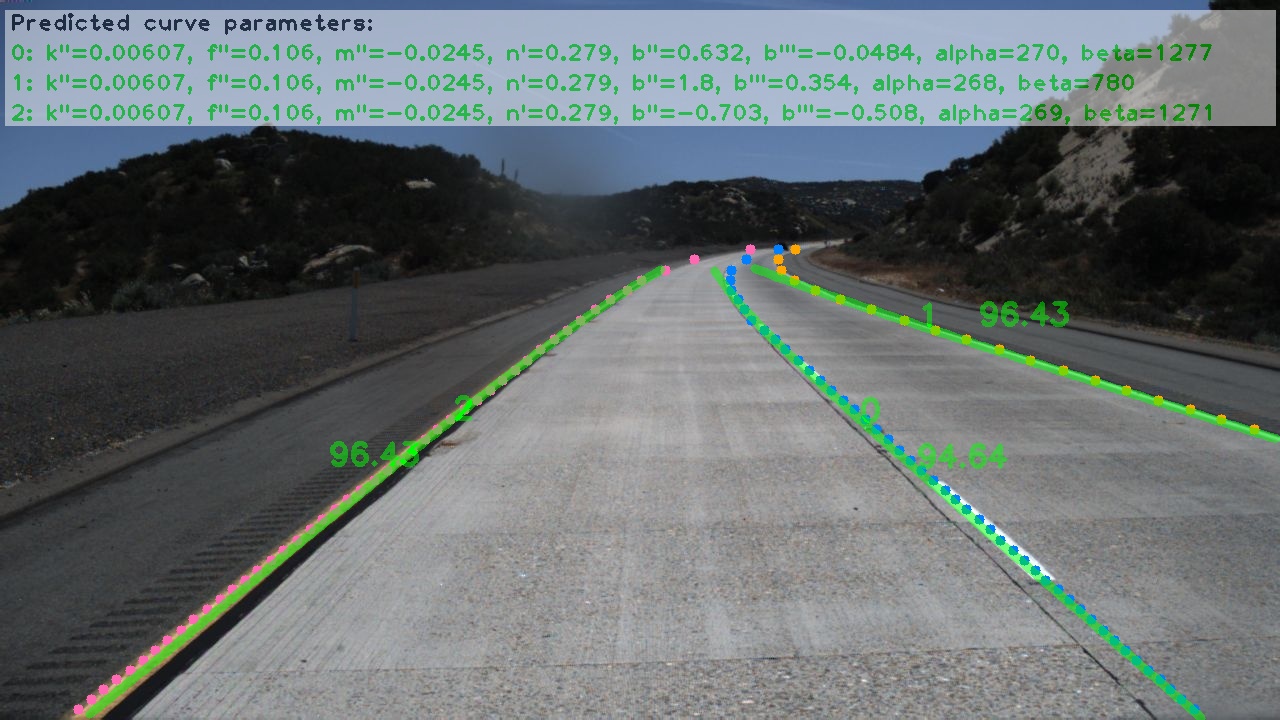 Predicted curve parameters:
0: k''=0.00607, f''=0.106, m''=-0.0245, n'=0.279, b''=0.632, b'''=-0.0484, alpha=270, beta=1277
1: k''=0.00607, f''=0.106, m''=-0.0245, n'=0.279, b''=1.8, b'''=0.354, alpha=268, beta=780
2: k''=0.00607, f''=0.106, m''=-0.0245, n'=0.279, b''=-0.703, b'''=-0.508, alpha=269, beta=1271
1 96.43
2
0
96.43
94.64